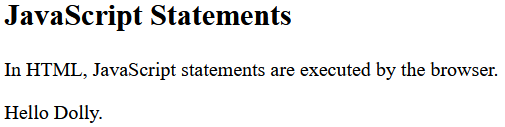 JavaScript Statements
In HTML, JavaScript statements are executed by the browser.
Hello Dolly.